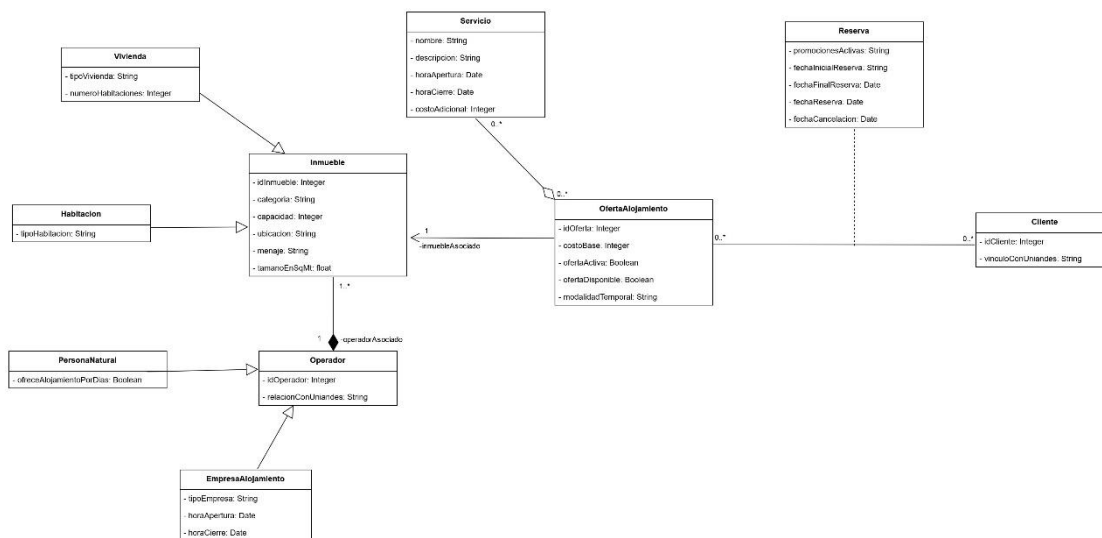 Servicio
- nombre: String
- descripcion: String
- horaApertura: Date
- horaCierre: Date
- costoAdicional: Integer
0..*
Reserva
- promocionesActivas: String
- fechaInicialReserva: String
- fechaFinalReserva: Date
- fechaReserva: Date
- fechaCancelacion: Date
Vivienda
- tipoVivienda: String
- numeroHabitaciones: Integer
Inmueble
- idInmueble: Integer
- categoria: String
- capacidad: Integer
- ubicacion: String
- menaje: String
- tamanoEnSqMt: float
1..*
Habitacion
- tipoHabitacion: String
1
-inmuebleAsociado
0..*
OfertaAlojamiento
- idOferta: Integer
- costoBase: Integer
- ofertaActiva: Boolean
- ofertaDisponible: Boolean
- modalidadTemporal: String
0..*
0..*
Cliente
- idCliente: Integer
- vinculoConUniandes: String
1
-operadorAsociado
PersonaNatural
- ofreceAlojamientoPorDias: Boolean
Operador
- idOperador: Integer
- relacionConUniandes: String
EmpresaAlojamiento
- tipoEmpresa: String
- horaApertura: Date
- horaCierre: Date